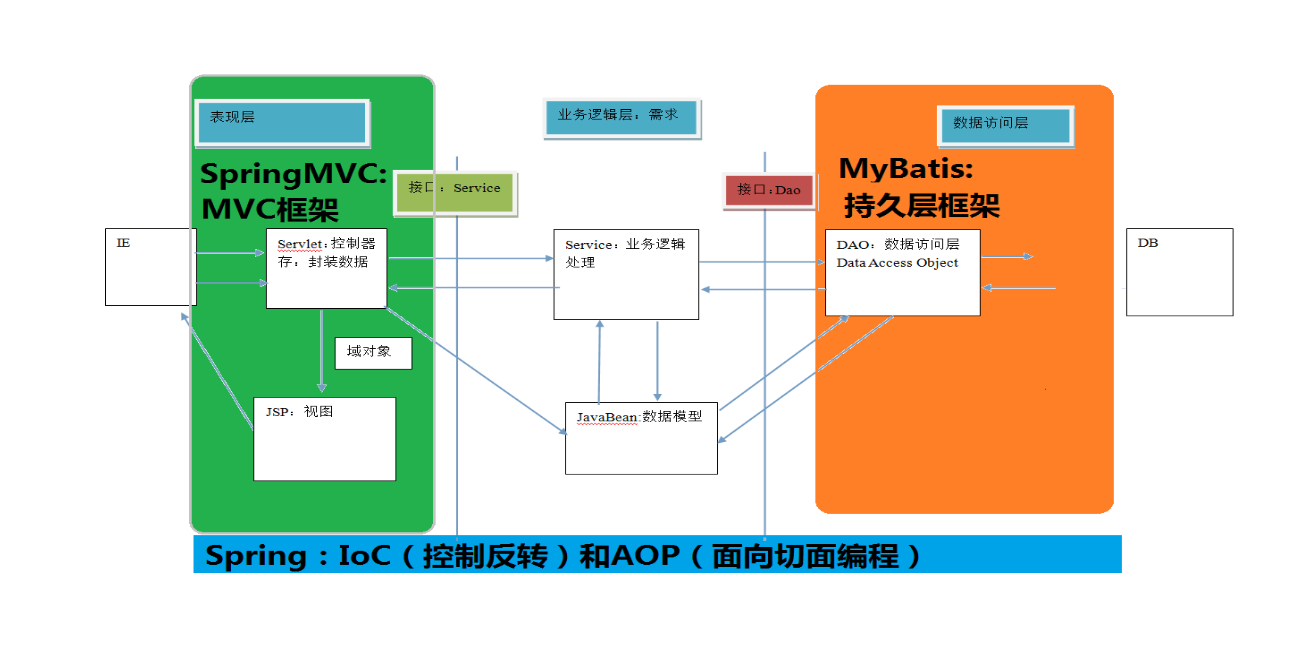 表现层
业务逻辑层：需求
数据访问层
SpringMVC:
MVC框架
接口：Service
接口:Dao
MyBatis:
持久层框架
IE
Servlet:控制器
存：封装数据
Service：业务逻辑
处理
DAO：数据访问层
Data Access Object
DB
域对象
JSP：视图
JavaBean:数据模型
Spring：IoC（控制反转）和AOP（面向切面编程）